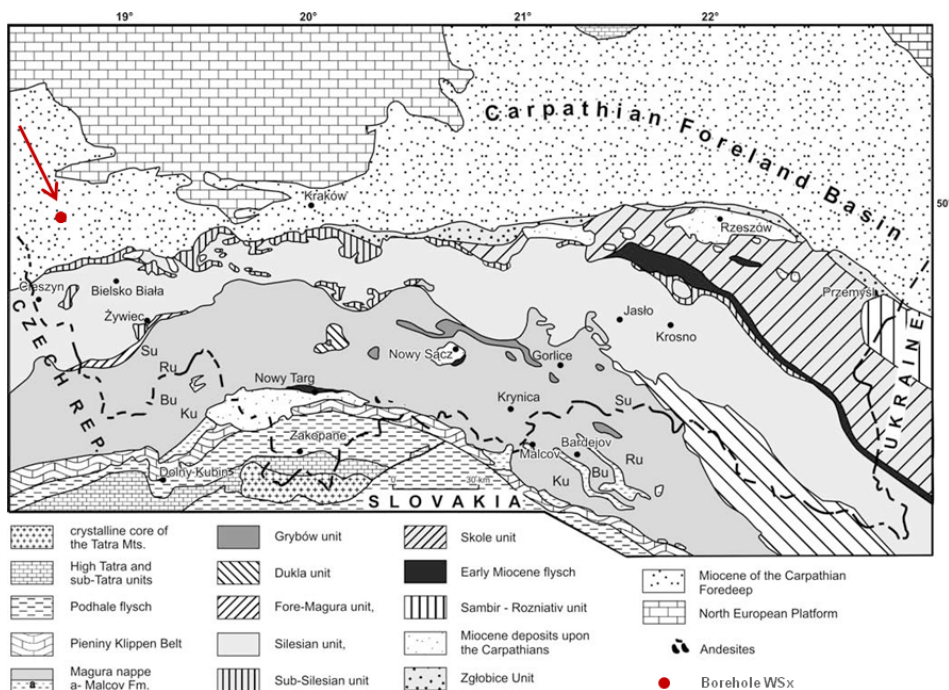 19°
20°
21°
22°
Carpathian Foreland Basin
50°
Kraków
Rzeszów
Przemyśl
Cieszyn
Bielsko Biała
Żywiec
Jasło
Krosno
CZECH REP.
UKRAINE
Su
Ru
Bu
Ku
Nowy Sącz
Gorlice
Nowy Targ
Krynica
Su
Zakopane
Malcov
Bardejov
Ru
Bu
Ku
Dolny Kubin
0 30 km
SLOVAKIA
crystalline core of
the Tatra Mts.
High Tatra and
sub-Tatra units
Podhale flysch
Pieniny Klippen Belt
Magura nappe
a- Malcov Fm.
a
Grybów unit
Dukla unit
Fore-Magura unit,
Silesian unit,
Sub-Silesian unit
Skole unit
Early Miocene flysch
Sambir - Rozniativ unit
Miocene deposits upon
the Carpathians
Zgłobice Unit
Miocene of the Carpathian
Foredeep
North European Platform
Andesites
Borehole WSx